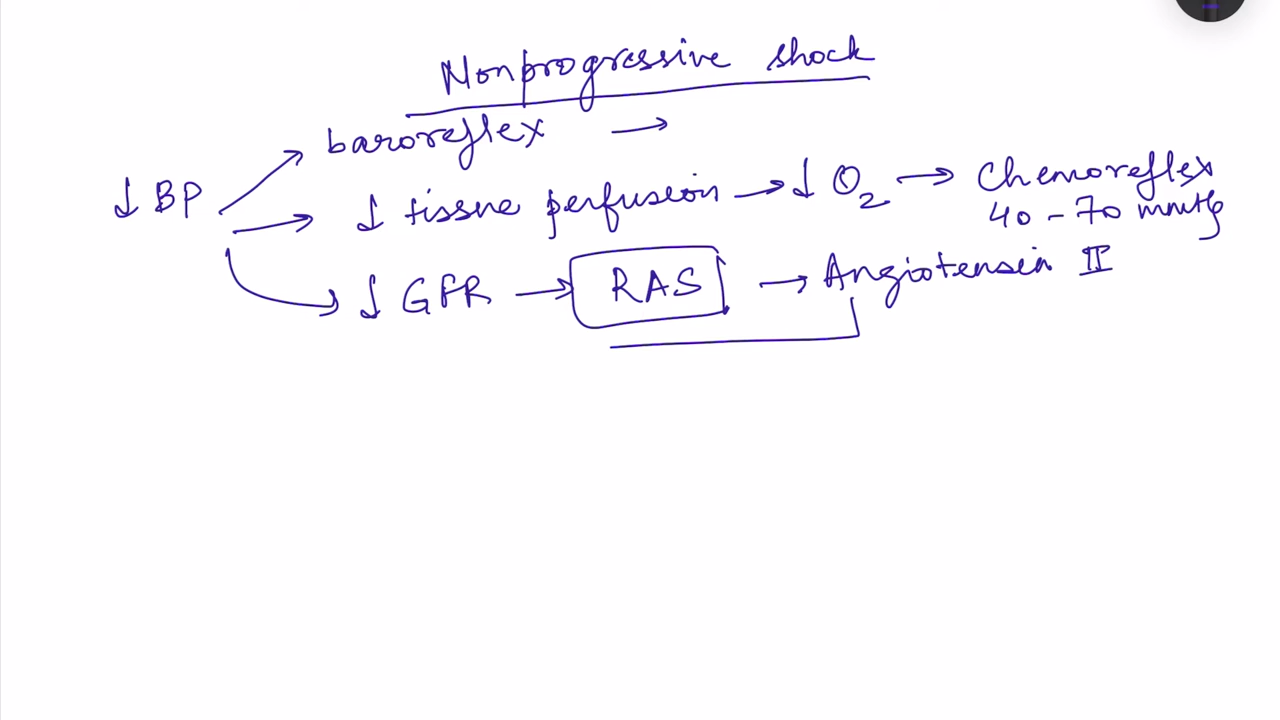 Nonprogressive shock
baroreflex →
↓ BP
↓ tissue perfusion → ↓ O2 → Chemoreflex
40 - 70 mmHg
↓ GFR → RAS → Angiotensin II